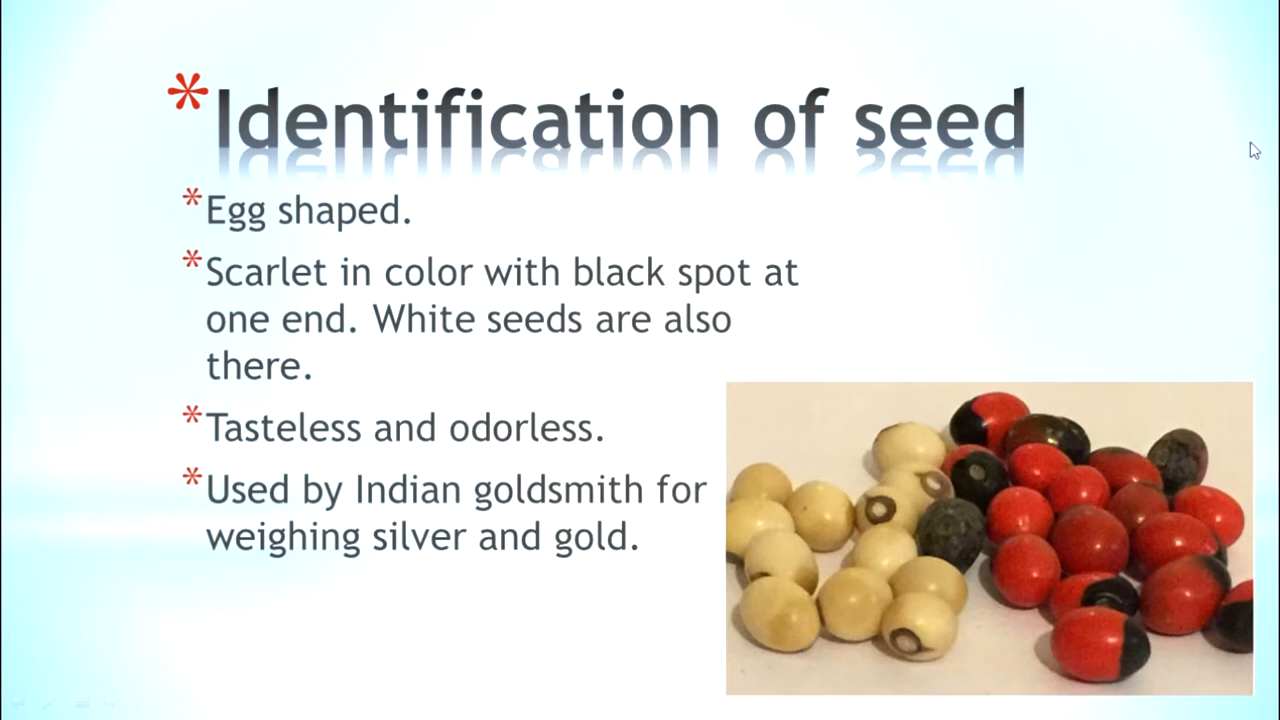 *Identification of seed
*Egg shaped.
*Scarlet in color with black spot at
one end. White seeds are also
there.
*Tasteless and odorless.
*Used by Indian goldsmith for
weighing silver and gold.